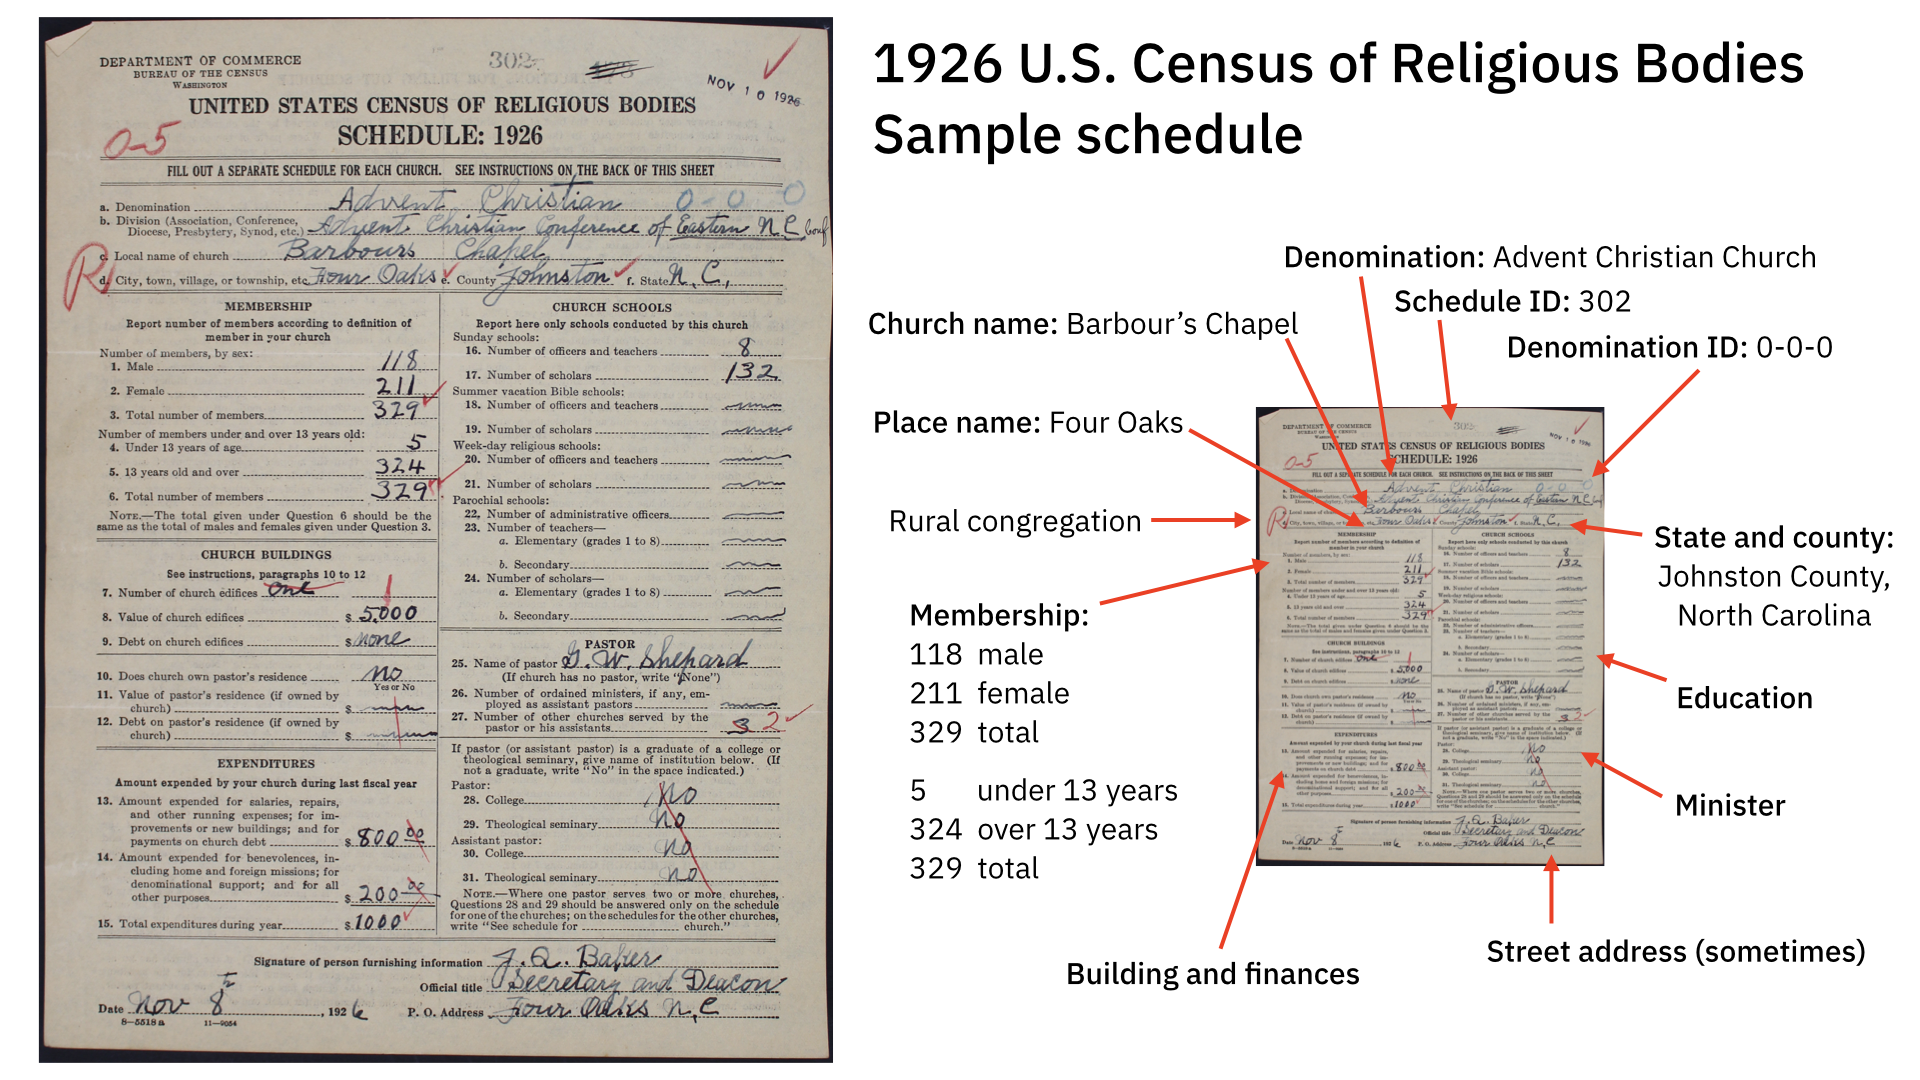 DEPARTMENT OF COMMERCE
BUREAU OF THE CENSUS
WASHINGTON
302
NOV 10 1926
UNITED STATES CENSUS OF RELIGIOUS BODIES
SCHEDULE: 1926
0-5
FILL OUT A SEPARATE SCHEDULE FOR EACH CHURCH. SEE INSTRUCTIONS ON THE BACK OF THIS SHEET
a. Denomination Advent Christian 0-0 0
b. Division (Association, Conference, Diocese, Presbytery, Synod, etc.) Advent Christian Conference of Eastern N C Conf
R
c. Local name of church Barbours Chapel
d. City, town, village, or township, etc. Four Oaks e. County Johnston f. State N. C.,
MEMBERSHIP
Report number of members according to definition of
member in your church
Number of members, by sex:
1. Male 118
2. Female 211
3. Total number of members 329
Number of members under and over 13 years old:
4. Under 13 years of age 5
5. 13 years old and over 324
6. Total number of members 329
NOTE.—The total given under Question 6 should be the
same as the total of males and females given under Question 3.
CHURCH BUILDINGS
See instructions, paragraphs 10 to 12
7. Number of church edifices One 1
8. Value of church edifices $ 5,000
9. Debt on church edifices $ none
10. Does church own pastor's residence no
Yes or No
11. Value of pastor's residence (if owned by
church) $
12. Debt on pastor's residence (if owned by
church) $
EXPENDITURES
Amount expended by your church during last fiscal year
13. Amount expended for salaries, repairs,
and other running expenses; for im-
provements or new buildings; and for
payments on church debt $ 800 00
14. Amount expended for benevolences, in-
cluding home and foreign missions; for
denominational support; and for all
other purposes $ 200 00
15. Total expenditures during year $ 1000
CHURCH SCHOOLS
Report here only schools conducted by this church
Sunday schools:
16. Number of officers and teachers 8
17. Number of scholars 132
Summer vacation Bible schools:
18. Number of officers and teachers
19. Number of scholars
Week-day religious schools:
20. Number of officers and teachers
21. Number of scholars
Parochial schools:
22. Number of administrative officers
23. Number of teachers—
a. Elementary (grades 1 to 8)
b. Secondary
24. Number of scholars—
a. Elementary (grades 1 to 8)
b. Secondary
PASTOR
25. Name of pastor G. W. Shepard
(If church has no pastor, write "None")
26. Number of ordained ministers, if any, em-
ployed as assistant pastors
27. Number of other churches served by the
pastor or his assistants 3 2
If pastor (or assistant pastor) is a graduate of a college or
theological seminary, give name of institution below. (If
not a graduate, write "No" in the space indicated.)
Pastor:
28. College No
29. Theological seminary No
Assistant pastor:
30. College No
31. Theological seminary No
NOTE.—Where one pastor serves two or more churches,
Questions 28 and 29 should be answered only on the schedule
for one of the churches; on the schedules for the other churches,
write "See schedule for church."
Signature of person furnishing information J. Q. Baker
Official title Secretary and Deacon
Date Nov 8, 1926 P. O. Address Four Oaks N, C
8-5518a 11-9054
1926 U.S. Census of Religious Bodies
Sample schedule
Denomination: Advent Christian Church
Schedule ID: 302
Church name: Barbour’s Chapel
Denomination ID: 0-0-0
Place name: Four Oaks
Rural congregation
State and county:
Johnston County,
North Carolina
Membership:
118 male
211 female
329 total
5 under 13 years
324 over 13 years
329 total
Education
Minister
Street address (sometimes)
Building and finances